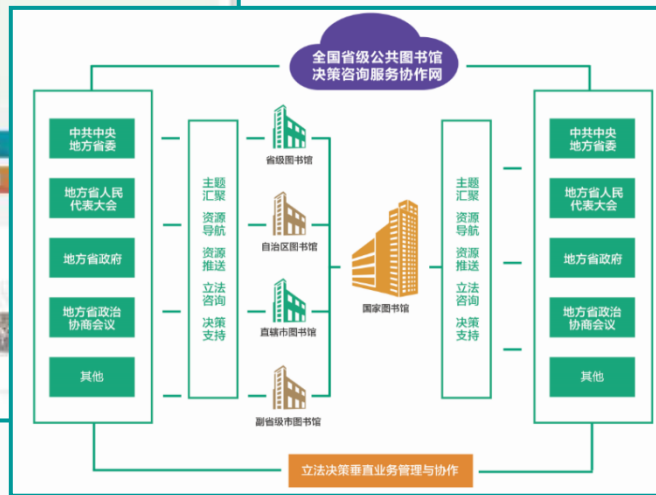 全国省级公共图书馆
决策咨询服务协作网
中共中央
地方省委
地方省人民
代表大会
地方省政府
地方省政治
协商会议
其他
主题
汇聚
资源
导航
资源
推送
立法
咨询
决策
支持
省级图书馆
自治区图书馆
直辖市图书馆
副省级市图书馆
国家图书馆
主题
汇聚
资源
导航
资源
推送
立法
咨询
决策
支持
中共中央
地方省委
地方省人民
代表大会
地方省政府
地方省政治
协商会议
其他
立法决策垂直业务管理与协作